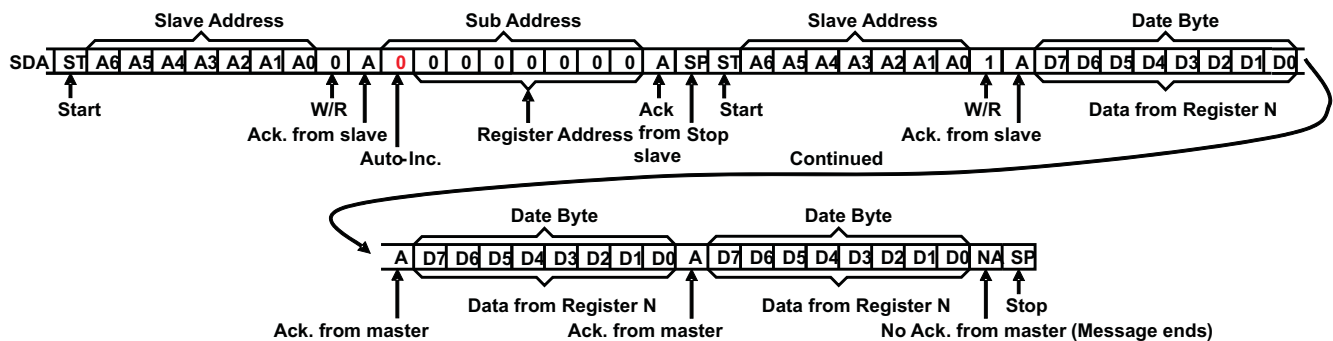 Slave Address Sub Address Slave Address Date Byte
SDA ST A6 A5 A4 A3 A2 A1 A0 0 A 0 0 0 0 0 0 0 0 A SP ST A6 A5 A4 A3 A2 A1 A0 1 A D7 D6 D5 D4 D3 D2 D1 D0
Start W/R Ack. from slave Auto-Inc. Register Address Ack from slave Stop Start W/R Ack. from slave Data from Register N
Continued
Date Byte Date Byte
A D7 D6 D5 D4 D3 D2 D1 D0 A D7 D6 D5 D4 D3 D2 D1 D0 NA SP
Data from Register N Data from Register N Stop
Ack. from master Ack. from master No Ack. from master (Message ends)